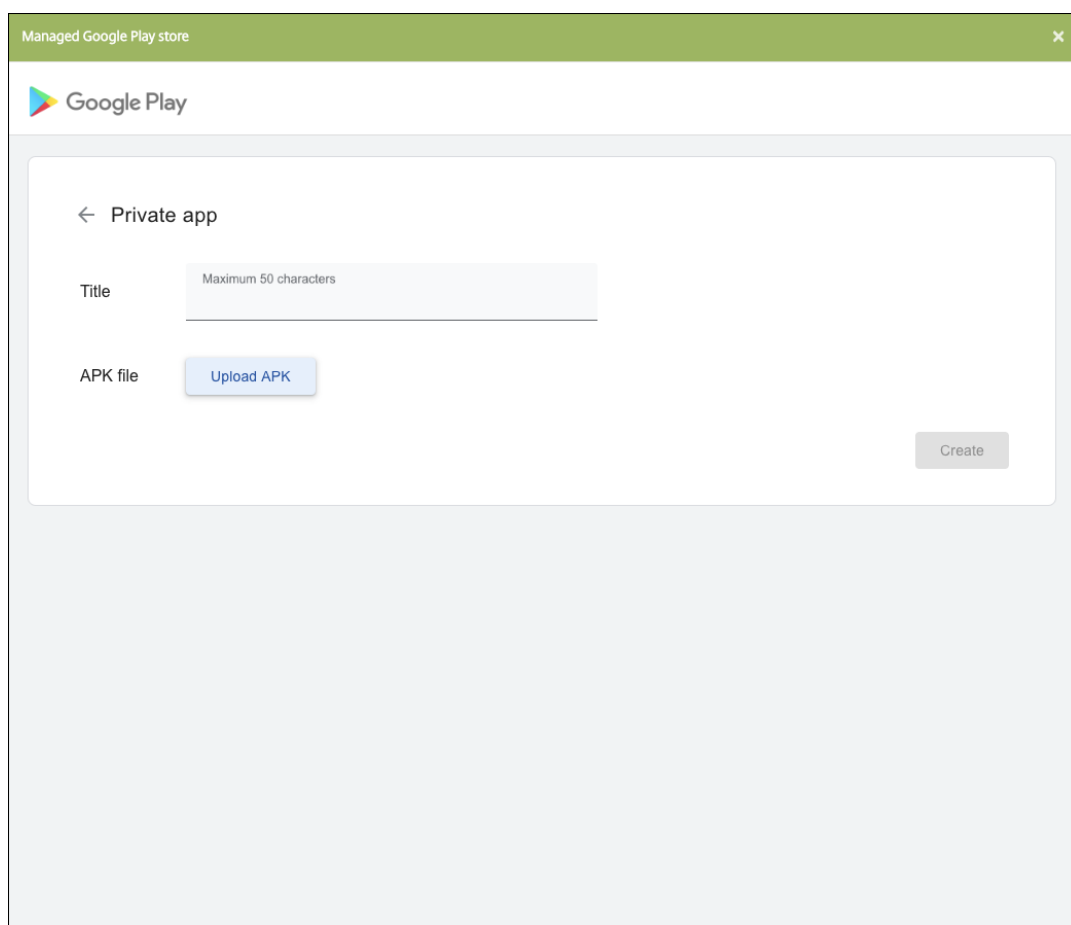 Managed Google Play store
Google Play
Private app
Title
Maximum 50 characters
APK file
Upload APK
Create